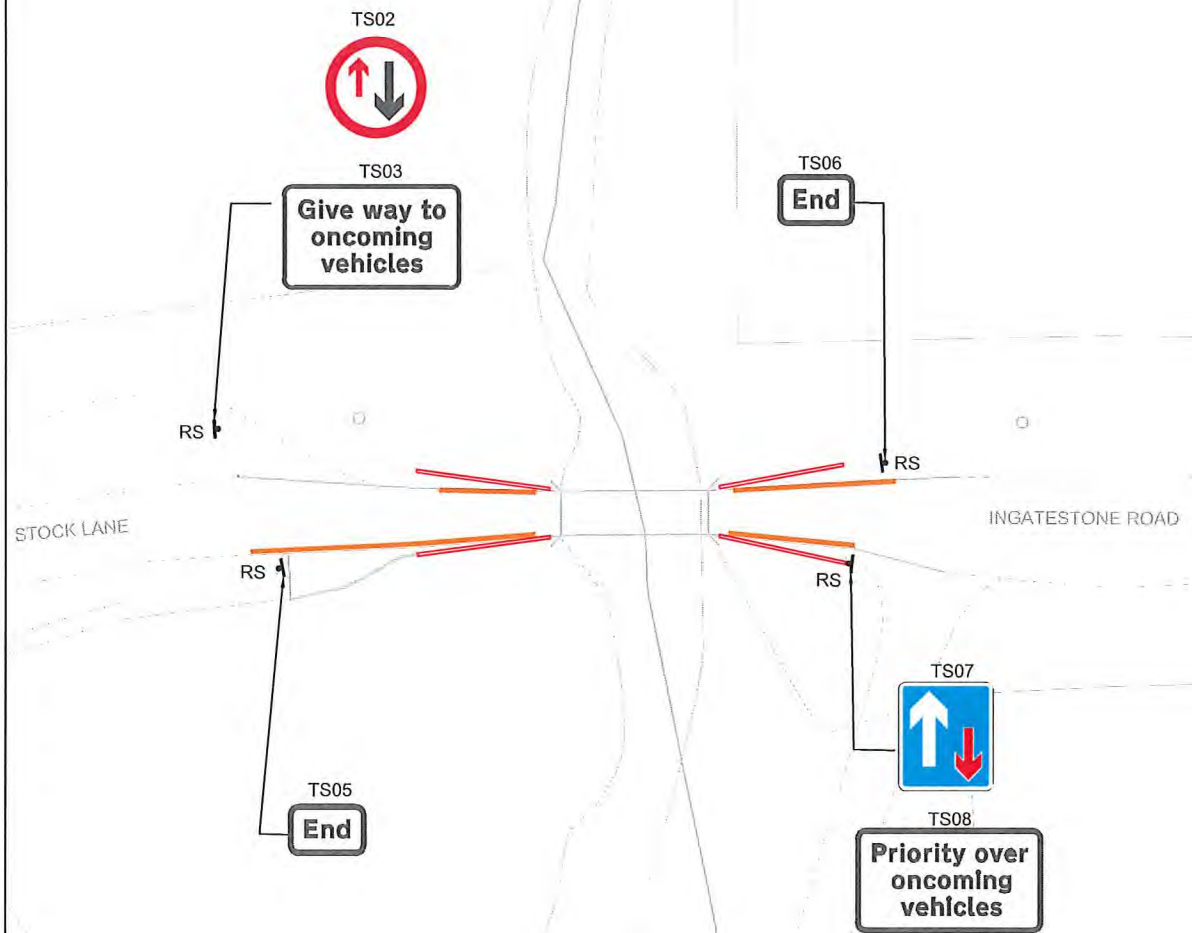 TS02
TS03
Give way to
oncoming
vehicles
TS06
End
RS
RS
STOCK LANE
INGATESTONE ROAD
RS
RS
TS07
TS05
End
TS08
Priority over
oncoming
vehicles